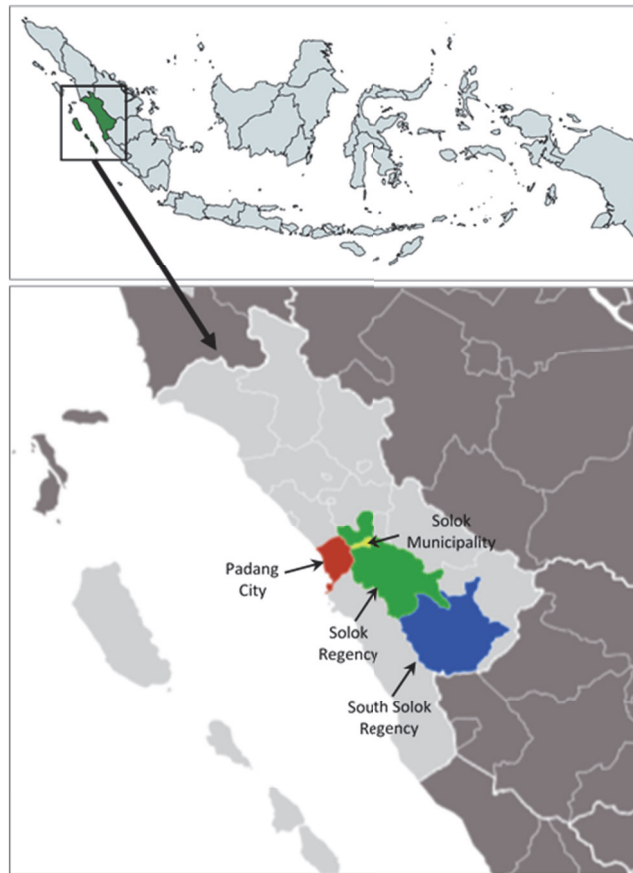 Solok
Municipality
Padang
City
Solok
Regency
South Solok
Regency